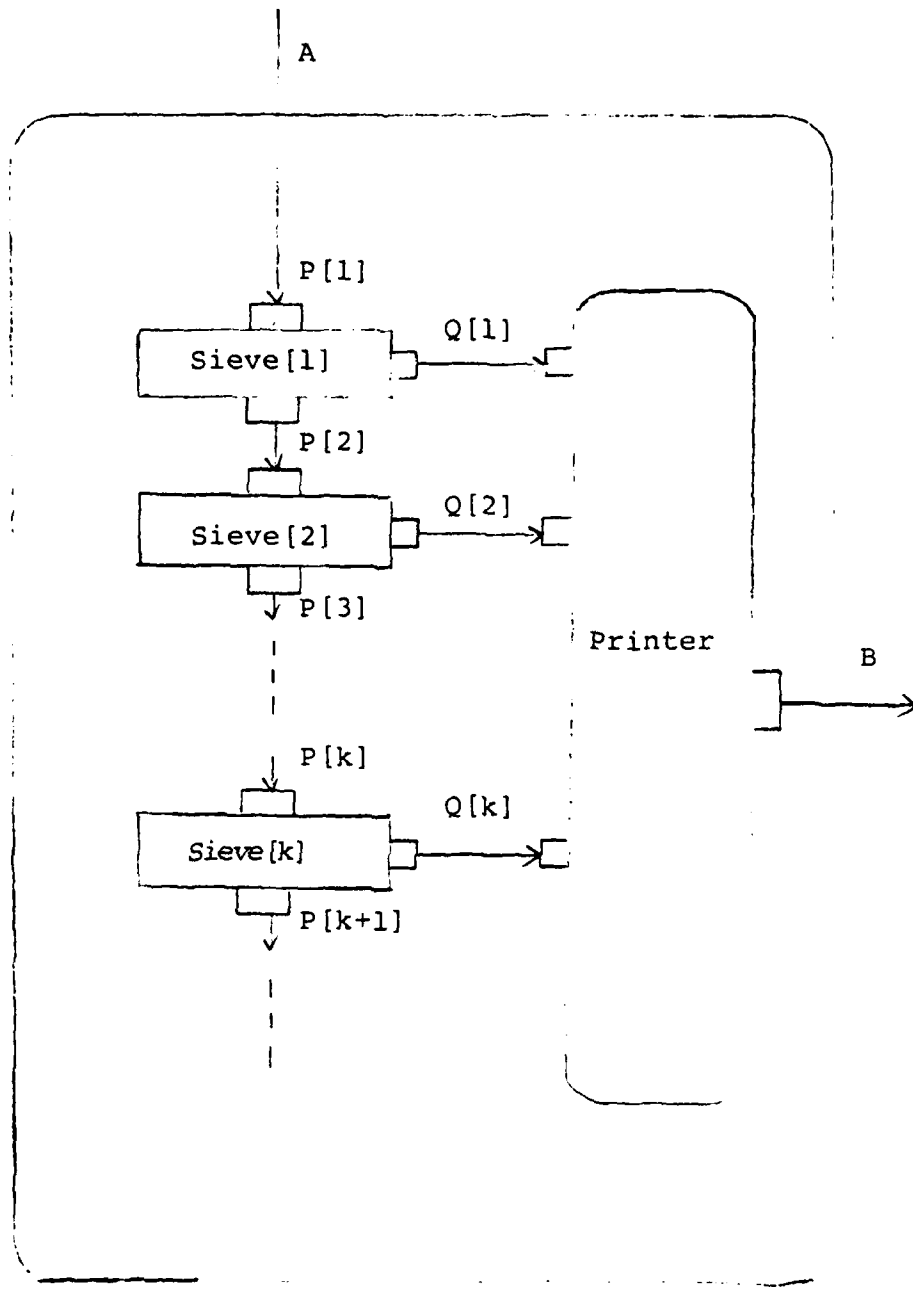 A
P[1]
Sieve[1]
Q[1]
P[2]
Sieve[2]
Q[2]
P[3]
Printer
B
P[k]
Sieve[k]
Q[k]
P[k+1]